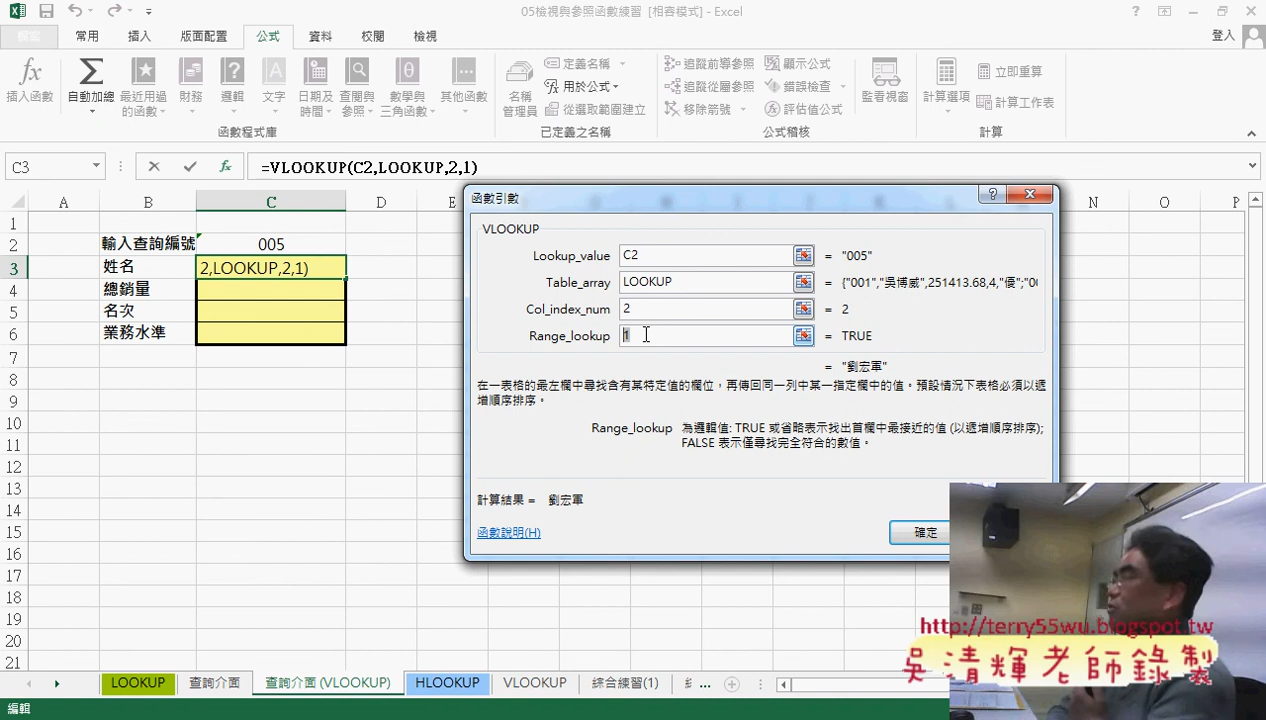 05檢視與參照函數練習 [相容模式] - Excel
常用 插入 版面配置 公式 資料 校閱 檢視 登入
插入函數 自動加總 最近用過的函數 財務 邏輯 文字 日期及時間 查閱與參照 數學與三角函數 其他函數
函數程式庫
名稱管理員 定義名稱 用於公式 從選取範圍建立
已定義之名稱
追蹤前導參照 追蹤從屬參照 移除箭號 顯示公式 錯誤檢查 評估值公式 監看視窗
公式稽核
計算選項 立即重算 計算工作表
計算
C3 fx =VLOOKUP(C2,LOOKUP,2,1)
A B C D E N O P
1
2 輸入查詢編號 005
3 姓名 2,LOOKUP,2,1)
4 總銷量
5 名次
6 業務水準
7
8
9
10
11
12
13
14
15
16
17
18
19
20
21
函數引數
VLOOKUP
Lookup_value C2 = "005"
Table_array LOOKUP = {"001","吳博威",251413.68,4,"優";"00
Col_index_num 2 = 2
Range_lookup 1 = TRUE
= "劉宏軍"
在一表格的最左欄中尋找含有某特定值的欄位，再傳回同一列中某一指定欄中的值。預設情況下表格必須以遞
增順序排序。
Range_lookup 為邏輯值: TRUE 或省略表示找出首欄中最接近的值 (以遞增順序排序);
FALSE 表示僅尋找完全符合的數值。
計算結果 = 劉宏軍
函數說明(H)
確定
http://terry55wu.blogspot.tw
吳清輝老師錄製
LOOKUP 查詢介面 查詢介面 (VLOOKUP) HLOOKUP VLOOKUP 綜合練習(1) ...
編輯